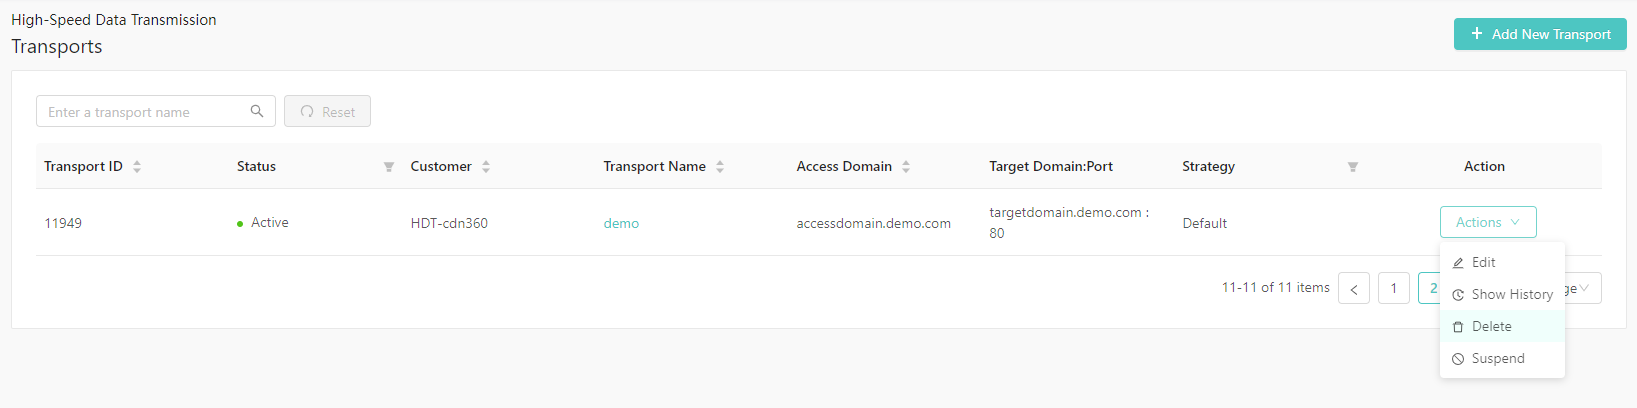 High-Speed Data Transmission
Transports
Add New Transport
Enter a transport name
Reset
Transport ID Status Customer Transport Name Access Domain Target Domain:Port Strategy Action
11949 Active HDT-cdn360 demo accessdomain.demo.com targetdomain.demo.com : Default Actions
80
11-11 of 11 items 1 2
Edit
Show History
Delete
Suspend